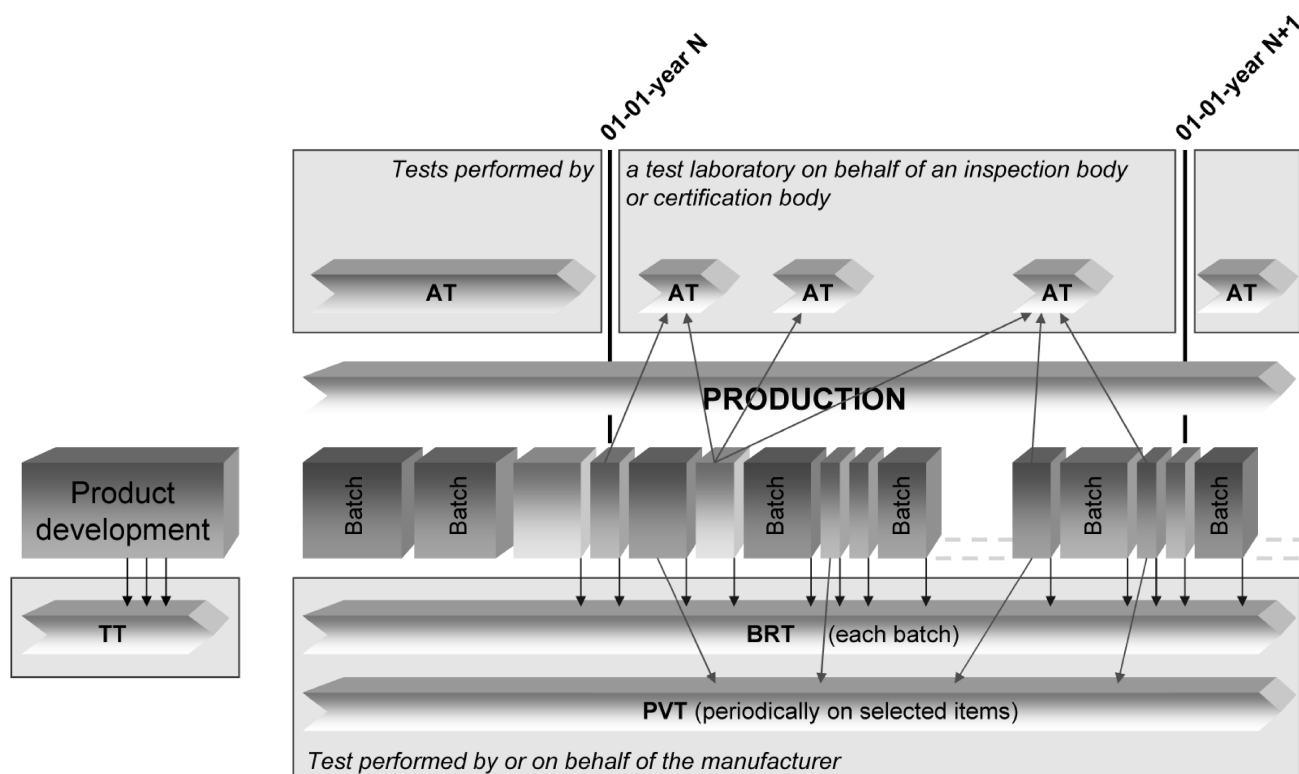 01-01-year N
01-01-year N+1
Tests performed by
a test laboratory on behalf of an inspection body
or certification body
AT
AT
AT
AT
AT
PRODUCTION
Product
development
Batch
Batch
Batch
Batch
Batch
Batch
TT
BRT (each batch)
PVT (periodically on selected items)
Test performed by or on behalf of the manufacturer